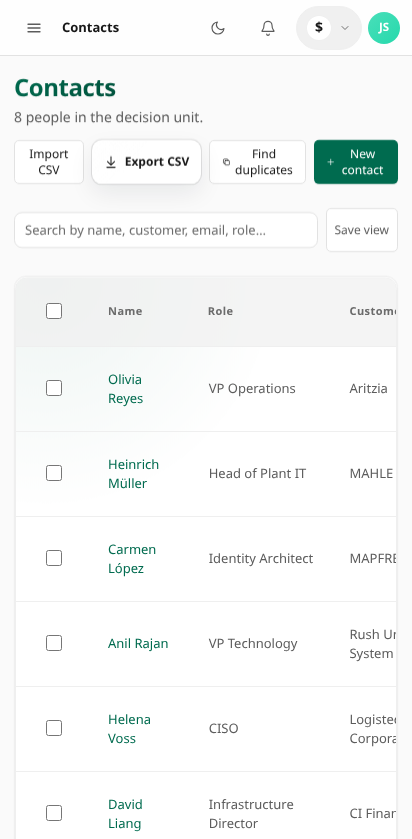 Contacts
$
JS
Contacts
8 people in the decision unit.
Import
CSV
Export CSV
Find
duplicates
New
contact
Search by name, customer, email, role...
Save view
Name Role
Olivia
Reyes
VP Operations
Aritzia
Heinrich
Müller
Head of Plant IT
MAHLE
Carmen
López
Identity Architect
Anil Rajan
VP Technology
Rush
System
Helena
Voss
CISO
David
Liang
Infrastructure
Director
CI